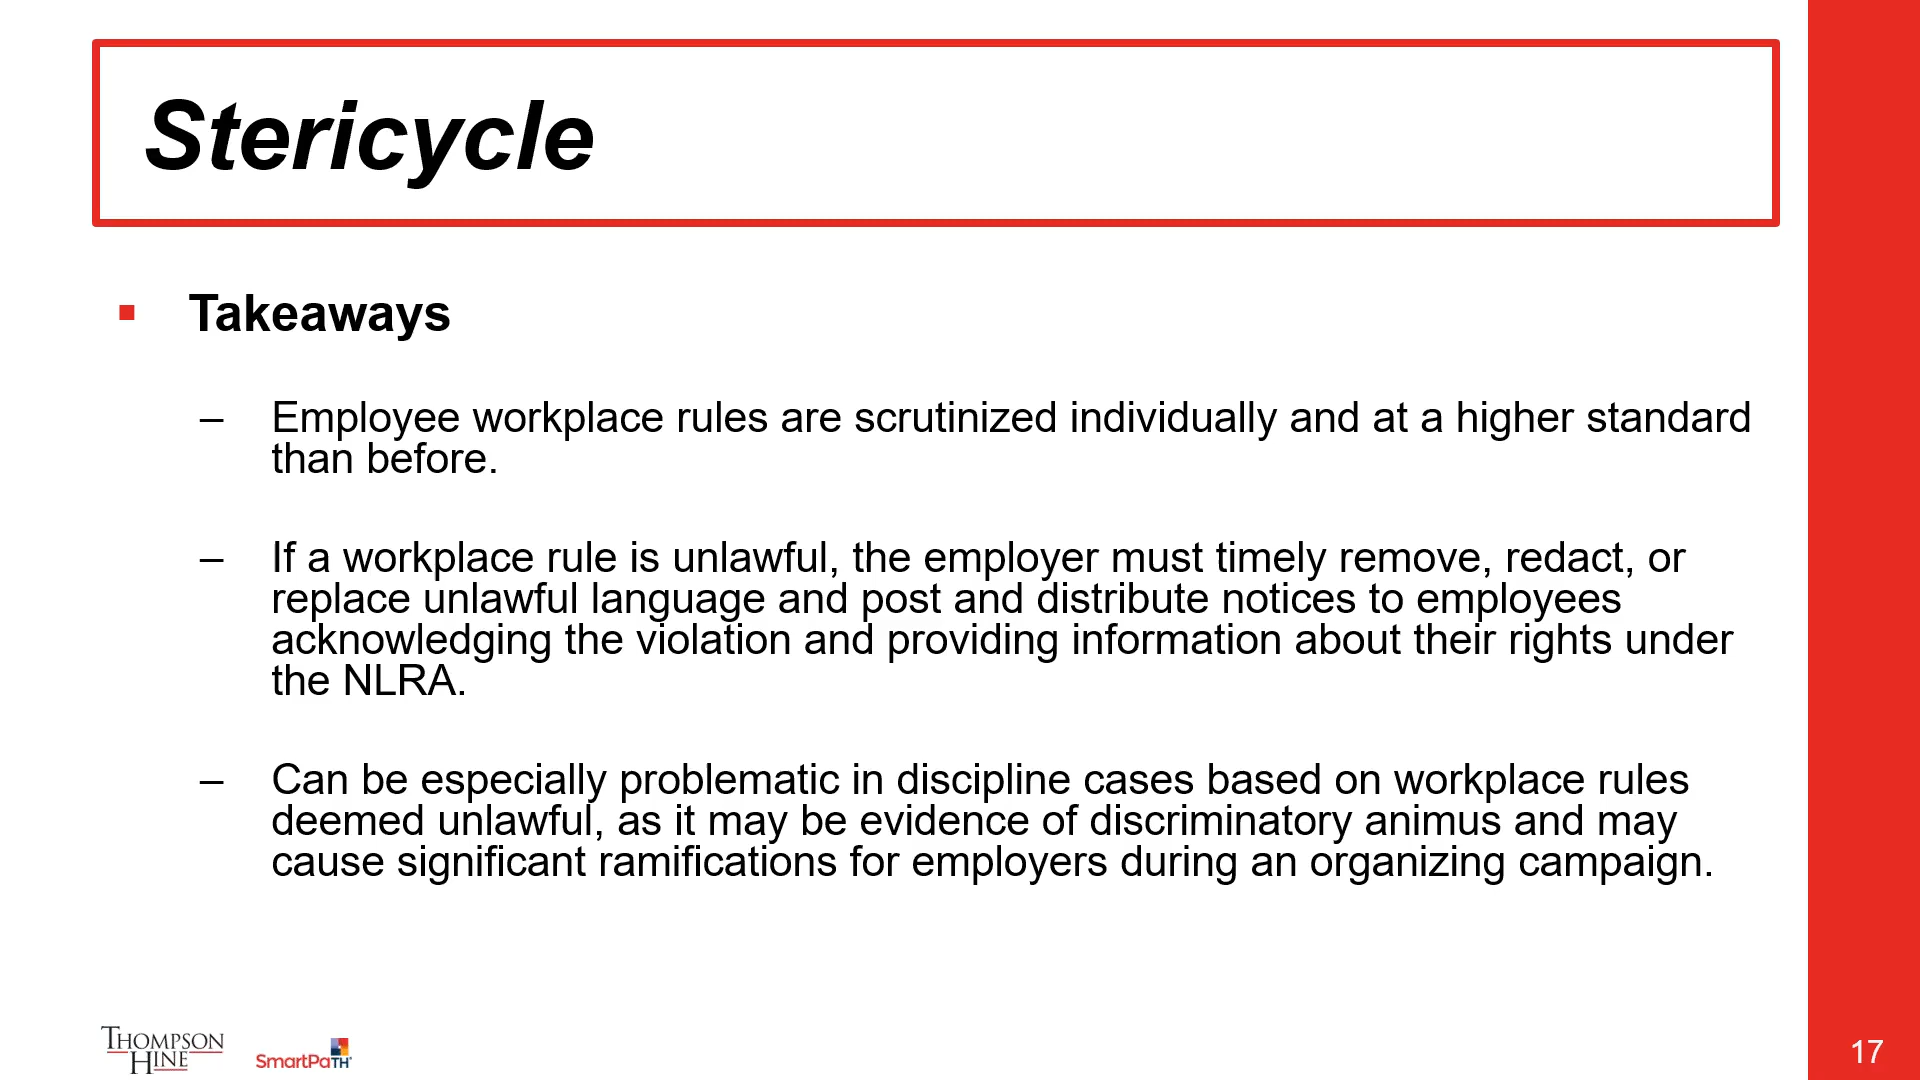 Stericycle
▪ Takeaways
– Employee workplace rules are scrutinized individually and at a higher standard
than before.
– If a workplace rule is unlawful, the employer must timely remove, redact, or
replace unlawful language and post and distribute notices to employees
acknowledging the violation and providing information about their rights under
the NLRA.
– Can be especially problematic in discipline cases based on workplace rules
deemed unlawful, as it may be evidence of discriminatory animus and may
cause significant ramifications for employers during an organizing campaign.
THOMPSON
HINE
SmartPaTH
17